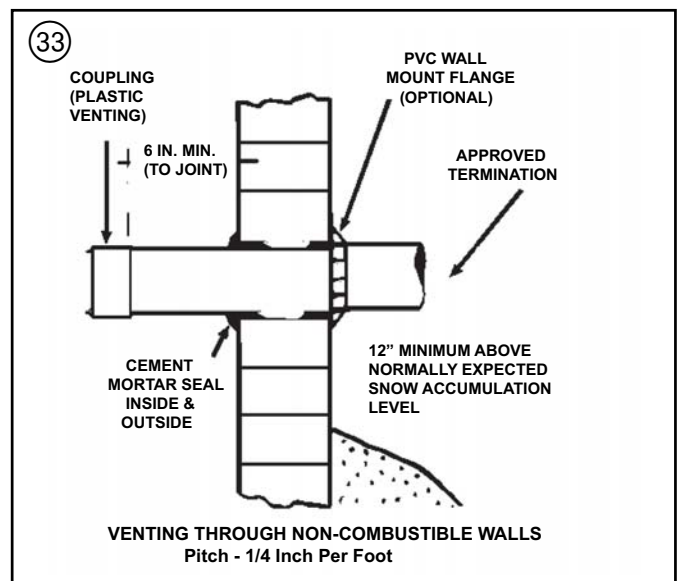 33
COUPLING
(PLASTIC
VENTING)
6 IN. MIN.
(TO JOINT)
PVC WALL
MOUNT FLANGE
(OPTIONAL)
APPROVED
TERMINATION
CEMENT
MORTAR SEAL
INSIDE &
OUTSIDE
12” MINIMUM ABOVE
NORMALLY EXPECTED
SNOW ACCUMULATION
LEVEL
VENTING THROUGH NON-COMBUSTIBLE WALLS
Pitch - 1/4 Inch Per Foot